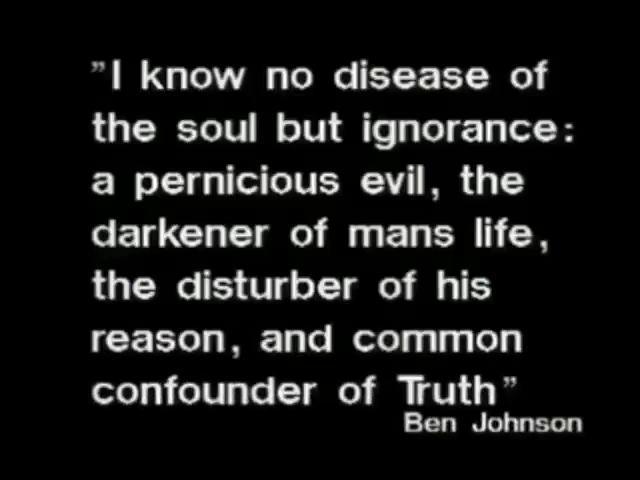 "I know no disease of
the soul but ignorance:
a pernicious evil, the
darkener of mans life,
the disturber of his
reason, and common
confounder of Truth"
Ben Johnson